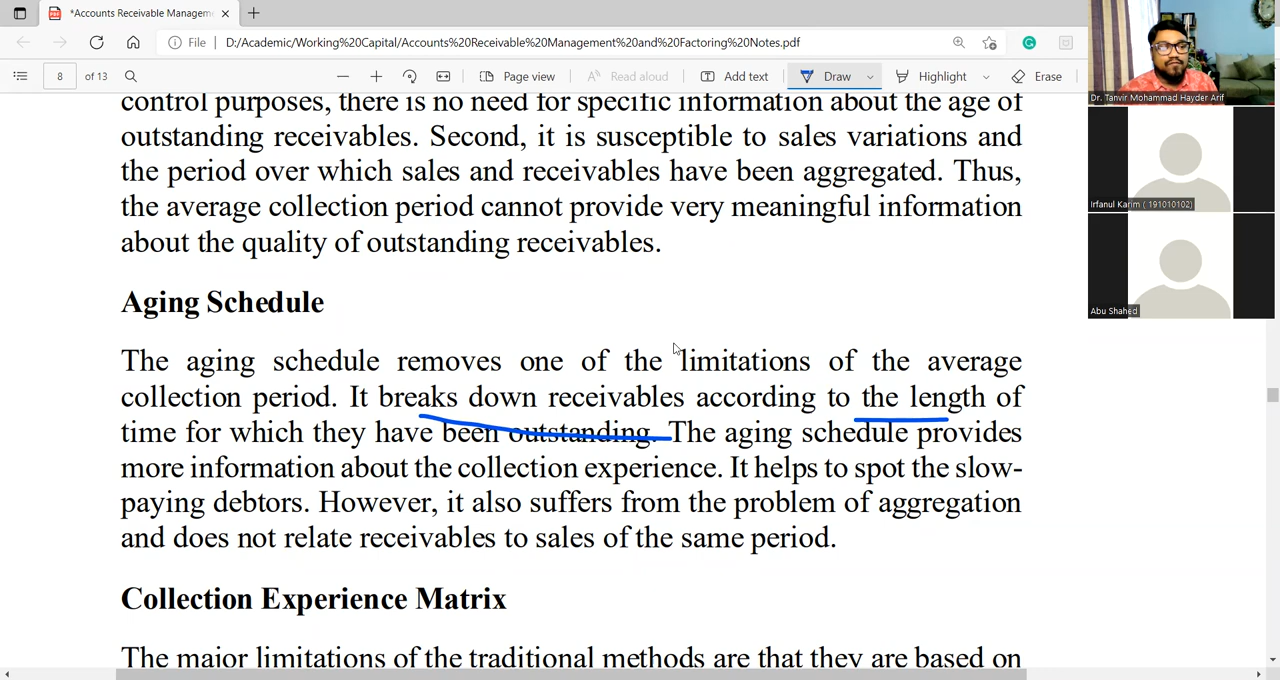 *Accounts Receivable Manageme
File D:/Academic/Working%20Capital/Accounts%20Receivable%20Management%20and%20Factoring%20Notes.pdf
8 of 13 Page view Read aloud Add text Draw Highlight Erase
control purposes, there is no need for specific information about the age of
outstanding receivables. Second, it is susceptible to sales variations and
the period over which sales and receivables have been aggregated. Thus,
the average collection period cannot provide very meaningful information
about the quality of outstanding receivables.
Aging Schedule
The aging schedule removes one of the limitations of the average
collection period. It breaks down receivables according to the length of
time for which they have been outstanding. The aging schedule provides
more information about the collection experience. It helps to spot the slow-
paying debtors. However, it also suffers from the problem of aggregation
and does not relate receivables to sales of the same period.
Collection Experience Matrix
The major limitations of the traditional methods are that they are based on
Dr. Tanvir Mohammad Hayder Arif
Irfanul Karim ( 191010102)
Abu Shahed